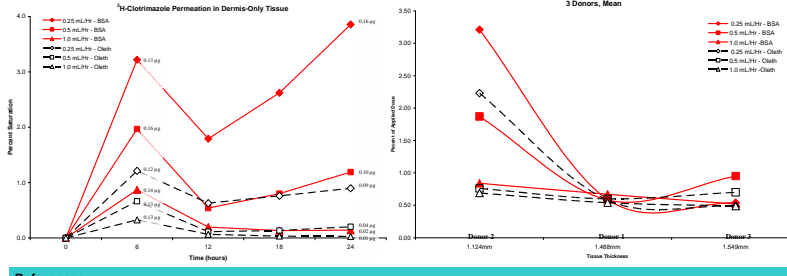 ³H-Clotrimazole Permeation in Dermis-Only Tissue
0.25 mL/Hr - BSA
0.5 mL/Hr - BSA
1.0 mL/Hr - BSA
0.25 mL/Hr - Oleth
0.5 mL/Hr - Oleth
1.0 mL/Hr - Oleth
Percent Saturation
4.0
3.0
2.0
1.0
0.0
0
6
12
18
24
Time (hours)
0.13 µg
0.16 µg
0.12 µg
0.14 µg
0.13 µg
0.13 µg
0.16 µg
0.10 µg
0.09 µg
0.04 µg
0.02 µg
3 Donors, Mean
0.25 mL/Hr - BSA
0.5 mL/Hr - BSA
1.0 mL/Hr -BSA
0.25 mL/Hr - Oleth
0.5 mL/Hr -Oleth
1.0 mL/Hr -Oleth
Pecent of Applied Dose
3.50
3.00
2.50
2.00
1.50
1.00
0.50
0.00
Donor 2
Donor 1
Donor 3
1.124mm
1.488mm
1.549mm
Tissue Thickness